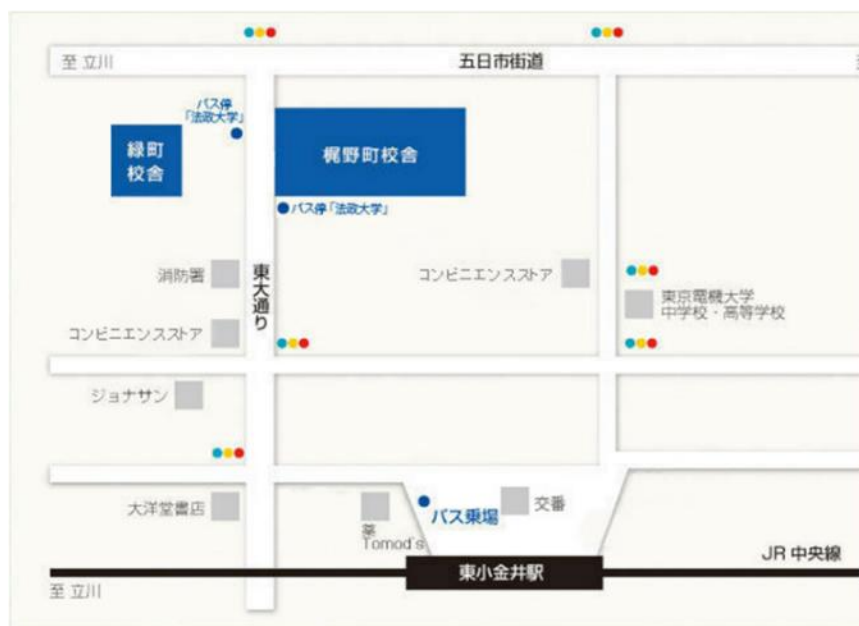 至 立川
五日市街道
バス停
「法政大学」
緑町
校舎
梶野町校舎
バス停「法政大学」
消防署
東大通り
コンビニエンスストア
東京電機大学
中学校・高等学校
コンビニエンスストア
ジョナサン
大洋堂書店
薬
Tomod's
バス乗場
交番
JR 中央線
東小金井駅
至 立川